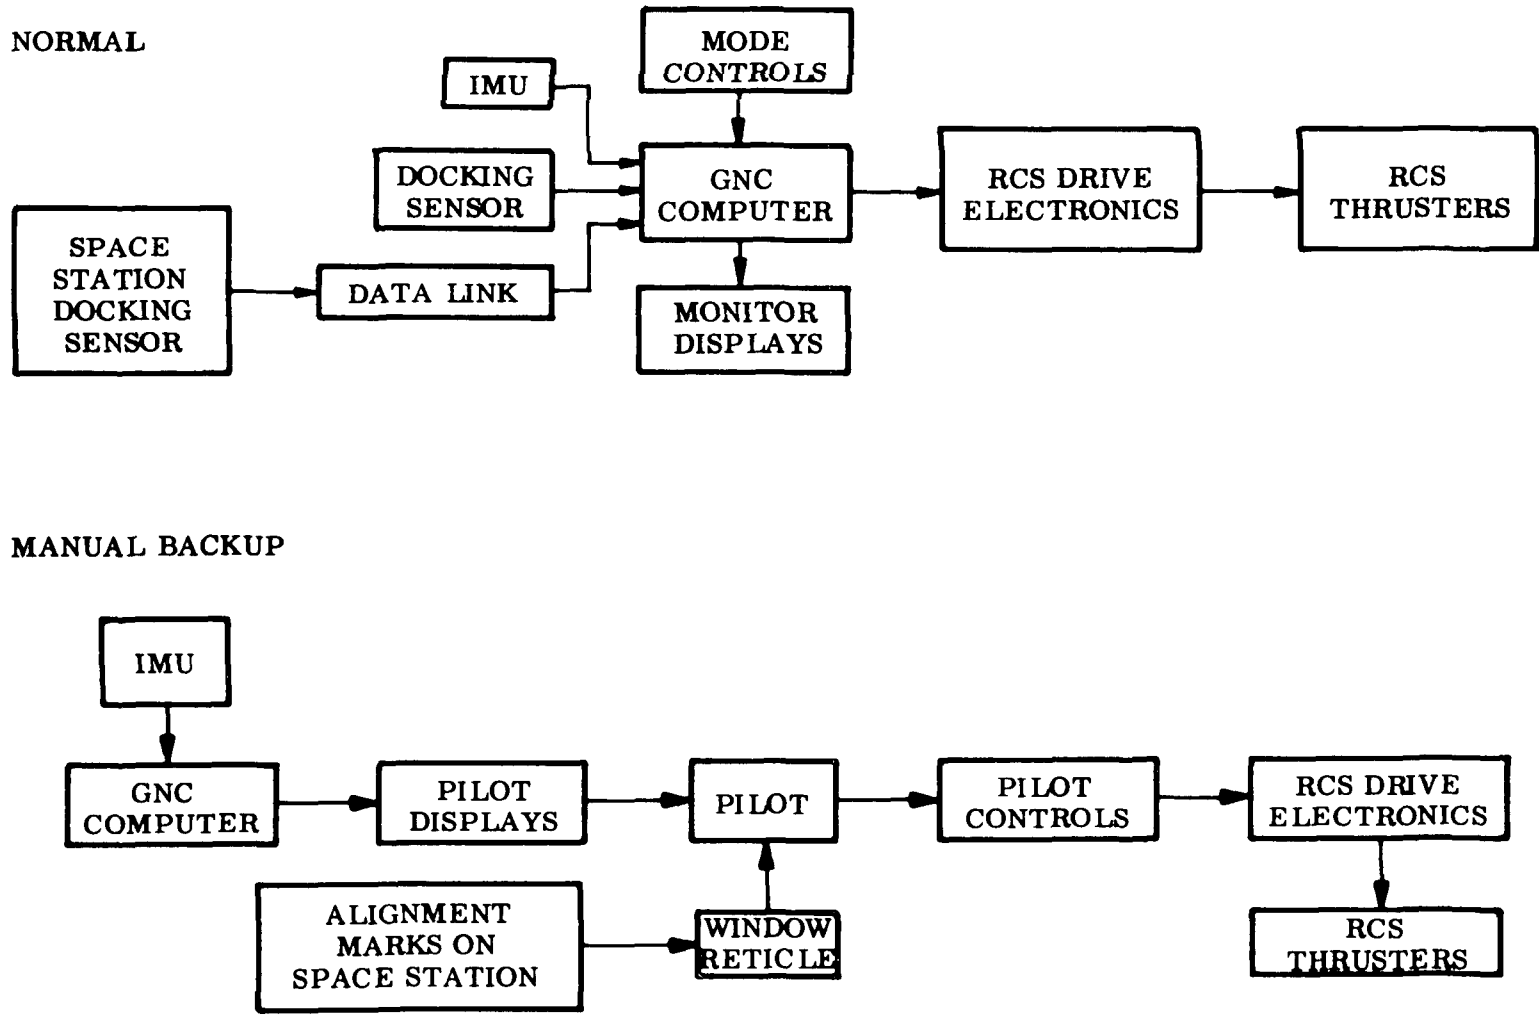 NORMAL
MODE
CONTROLS
IMU
DOCKING
SENSOR
GNC
COMPUTER
RCS DRIVE
ELECTRONICS
RCS
THRUSTERS
SPACE
STATION
DOCKING
SENSOR
DATA LINK
MONITOR
DISPLAYS
MANUAL BACKUP
IMU
GNC
COMPUTER
PILOT
DISPLAYS
PILOT
PILOT
CONTROLS
RCS DRIVE
ELECTRONICS
ALIGNMENT
MARKS ON
SPACE STATION
WINDOW
RETICLE
RCS
THRUSTERS